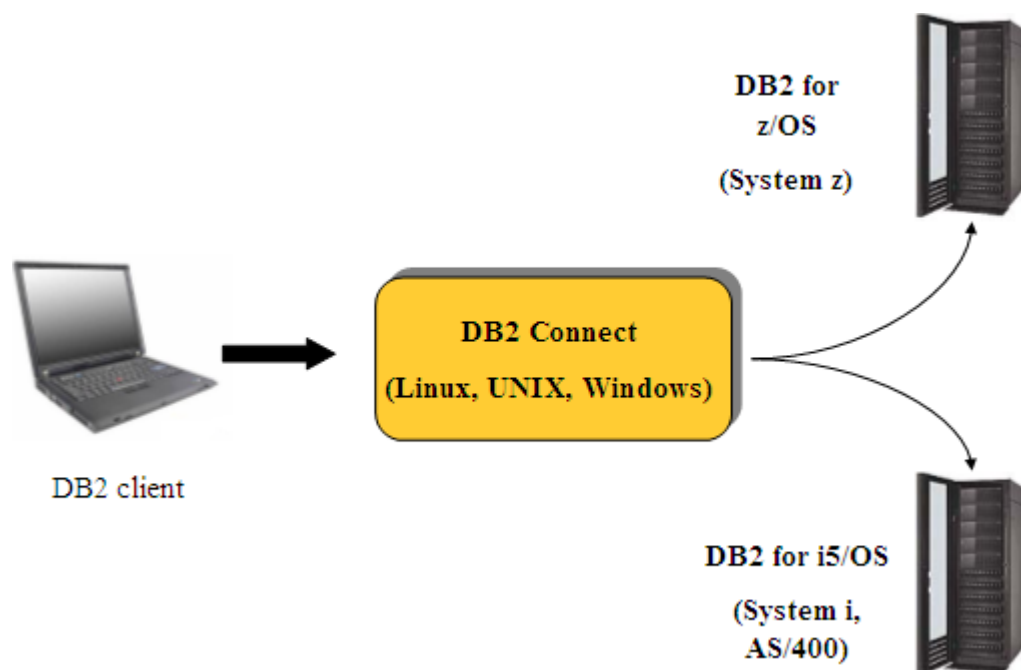 DB2 for
z/OS
(System z)
DB2 Connect
(Linux, UNIX, Windows)
DB2 client
DB2 for i5/OS
(System i,
AS/400)